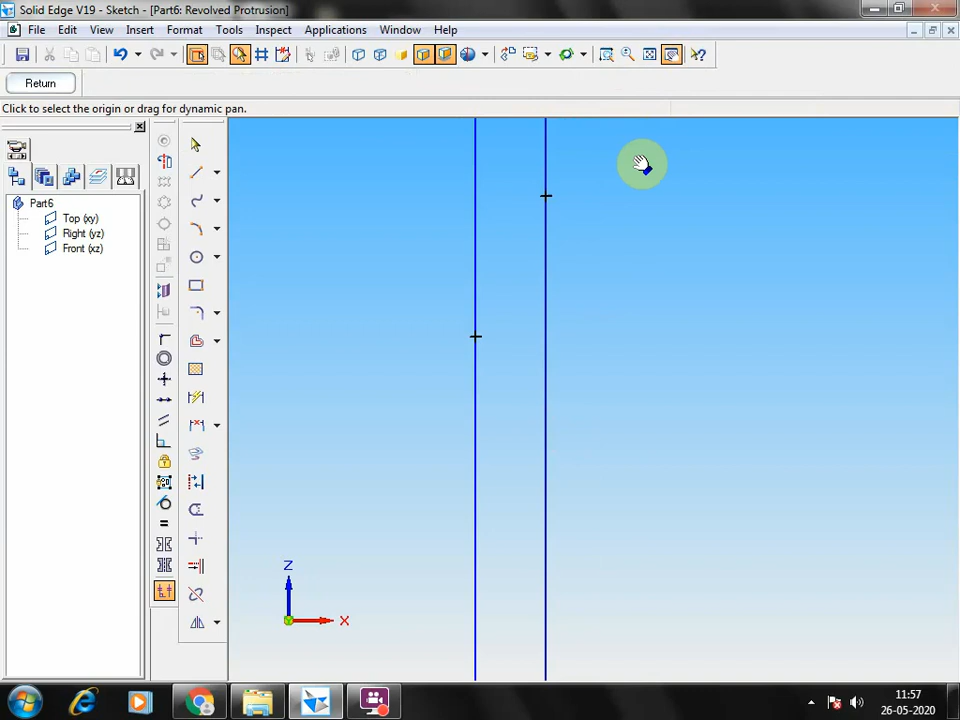 Solid Edge V19 - Sketch - [Part6: Revolved Protrusion]
File Edit View Insert Format Tools Inspect Applications Window Help
Return
Click to select the origin or drag for dynamic pan.
Part6
Top (xy)
Right (yz)
Front (xz)
Z
X
11:57
26-05-2020